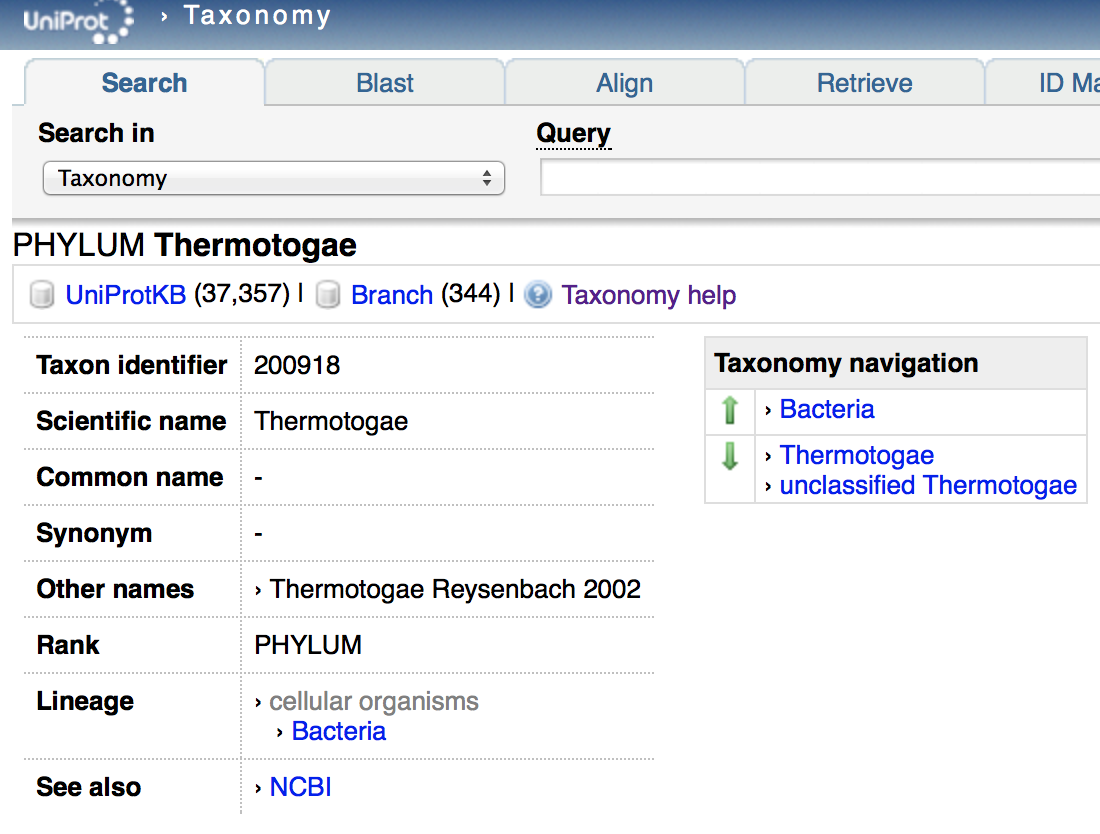 UniProt › Taxonomy
Search Blast Align Retrieve ID Ma
Search in Query
Taxonomy
PHYLUM Thermotogae
UniProtKB (37,357) | Branch (344) | Taxonomy help
Taxon identifier 200918
Scientific name Thermotogae
Common name -
Synonym -
Other names › Thermotogae Reysenbach 2002
Rank PHYLUM
Lineage › cellular organisms
› Bacteria
See also › NCBI
Taxonomy navigation
› Bacteria
› Thermotogae
› unclassified Thermotogae